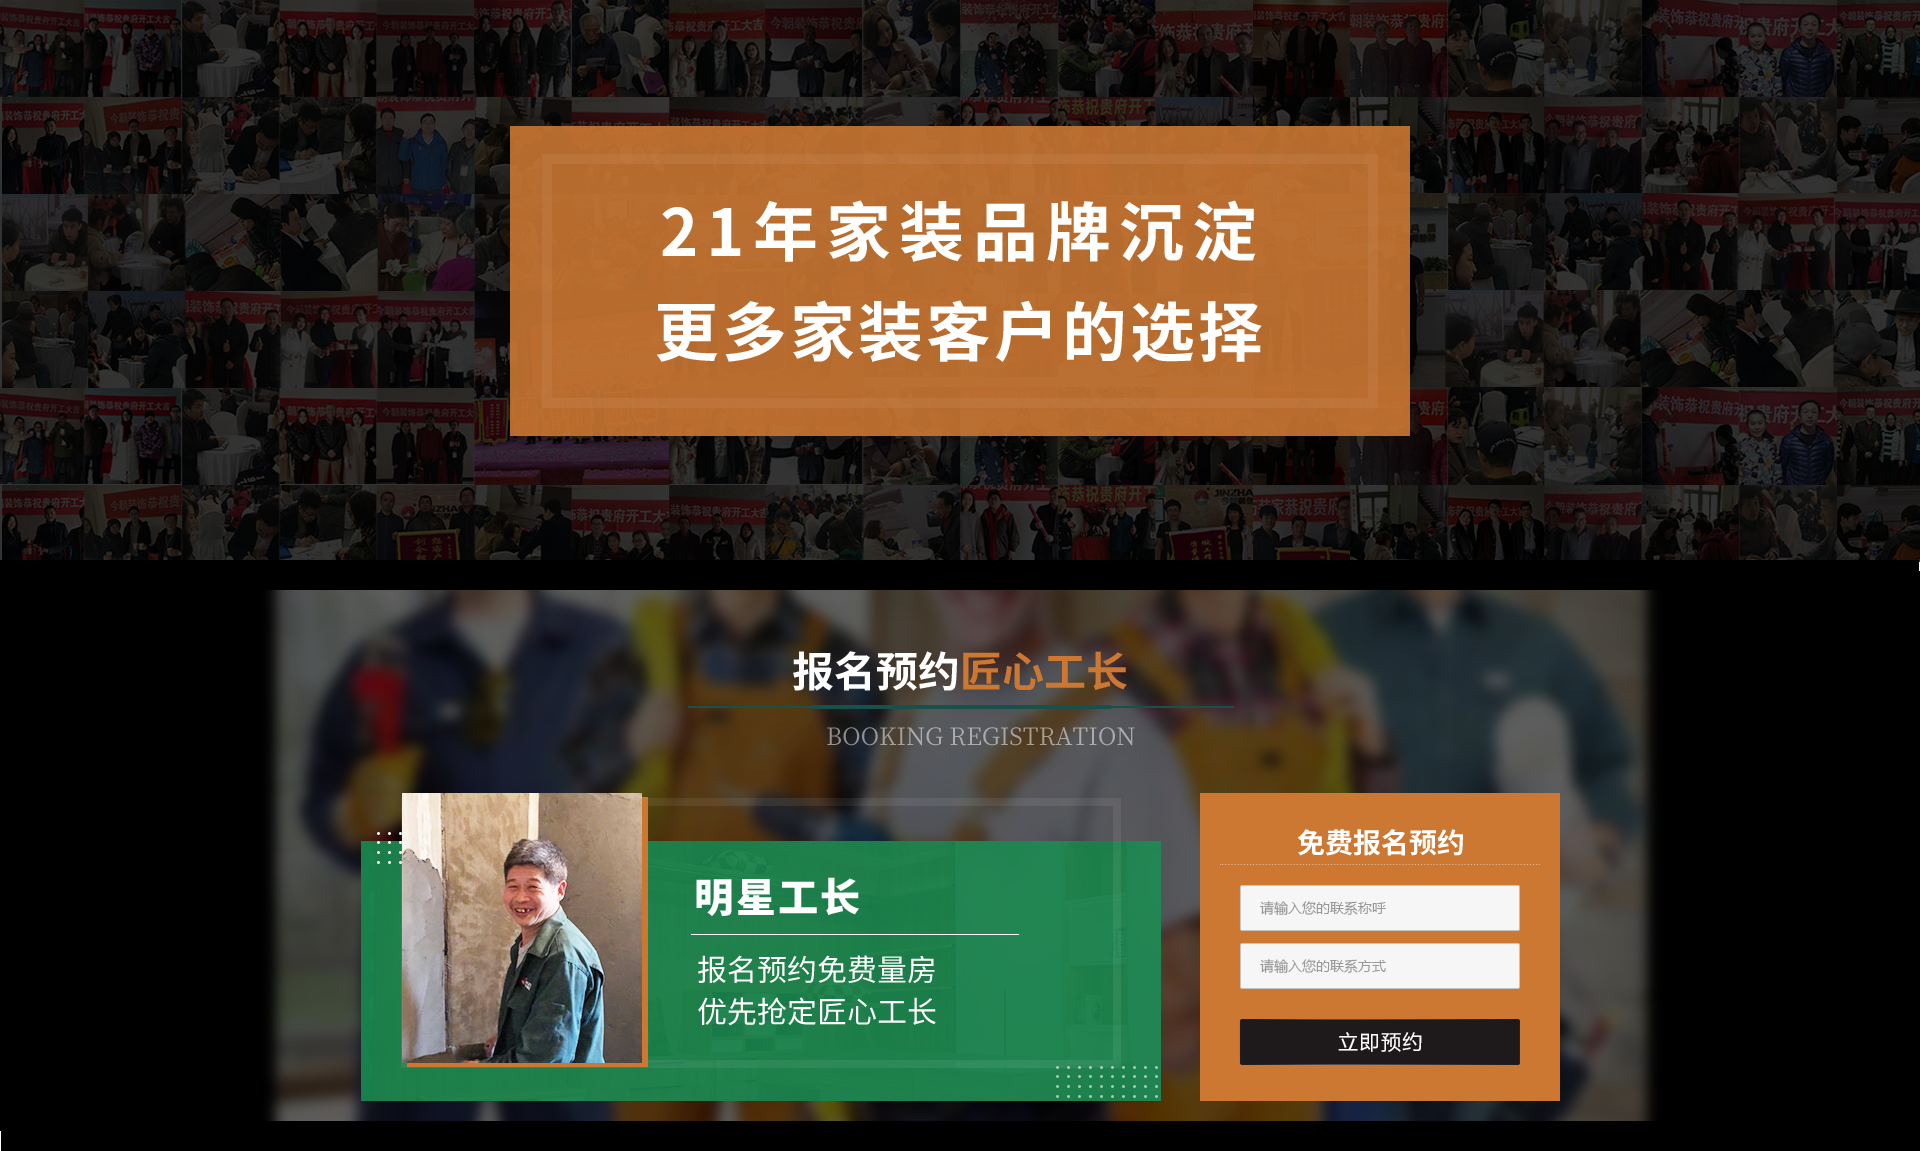 21年家装品牌沉淀
更多家装客户的选择
报名预约匠心工长
BOOKING REGISTRATION
明星工长
报名预约免费量房
优先抢定匠心工长
免费报名预约
请输入您的联系称呼
请输入您的联系方式
立即预约